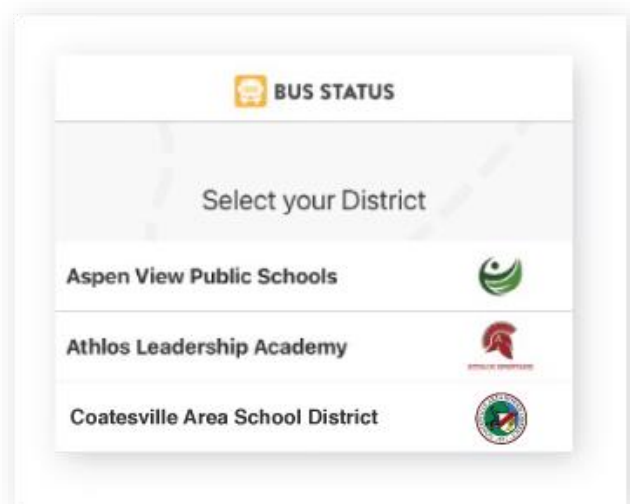 BUS STATUS
Select your District
Aspen View Public Schools
Athlos Leadership Academy
Coatesville Area School District